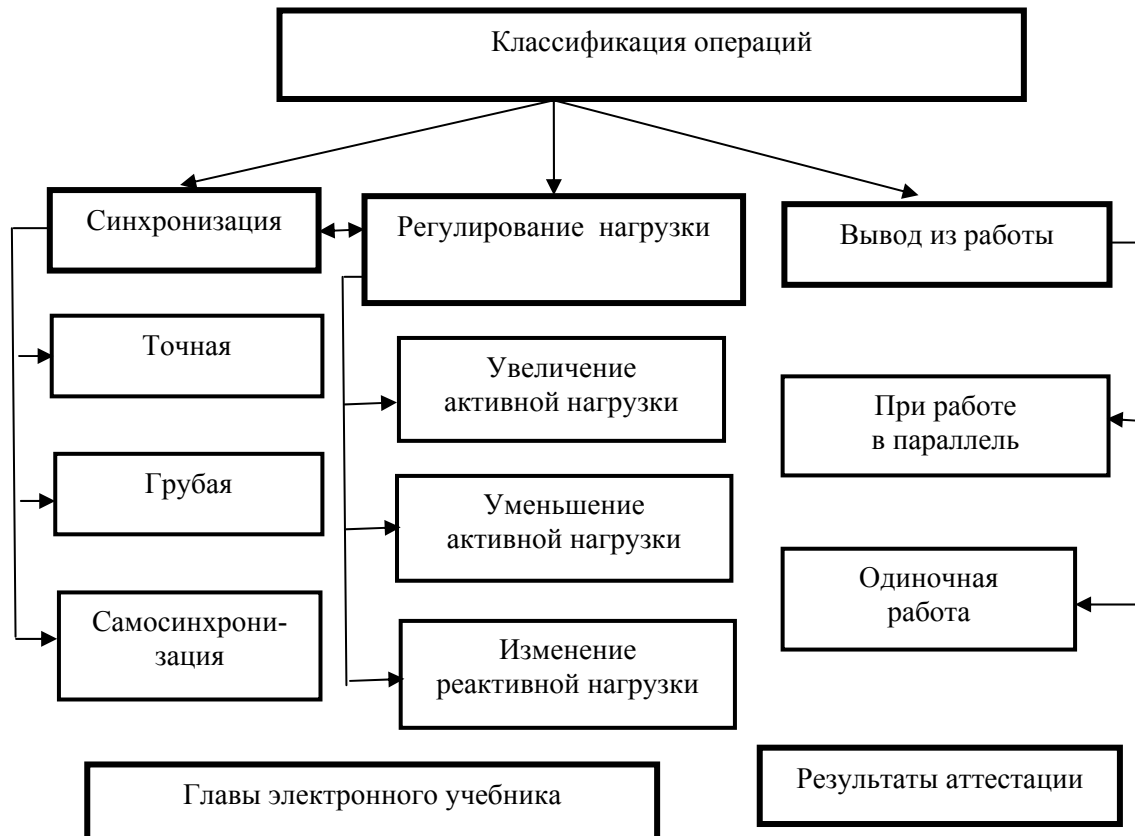 Классификация операций
Синхронизация
Регулирование нагрузки
Вывод из работы
Точная
Грубая
Самосинхрони-
зация
Увеличение
активной нагрузки
Уменьшение
активной нагрузки
Изменение
реактивной нагрузки
При работе
в параллель
Одиночная
работа
Главы электронного учебника
Результаты аттестации